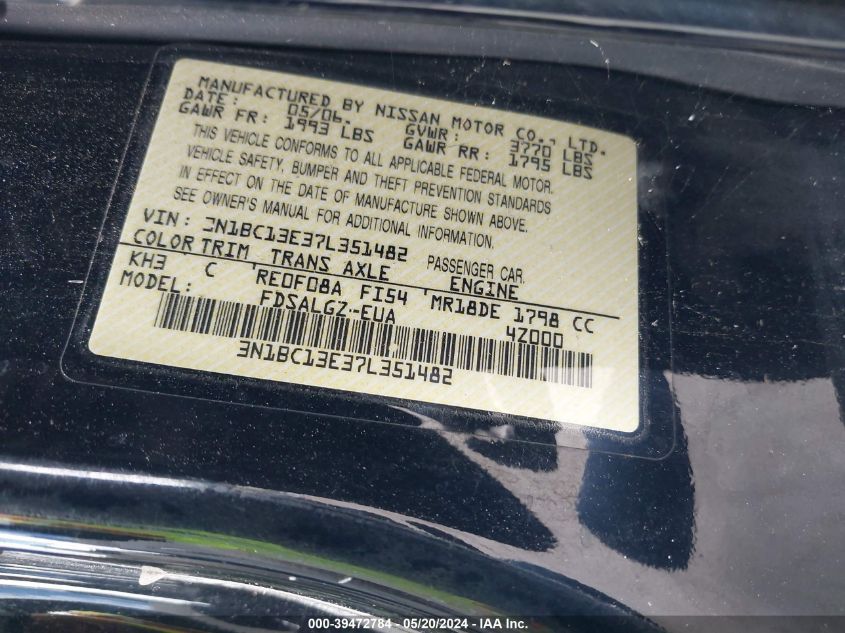 MANUFACTURED BY NISSAN MOTOR CO., LTD.
DATE: 05/06. GVWR: 3770 LBS
GAWR FR: 1993 LBS GAWR RR: 1795 LBS
THIS VEHICLE CONFORMS TO ALL APPLICABLE FEDERAL MOTOR
VEHICLE SAFETY, BUMPER AND THEFT PREVENTION STANDARDS
IN EFFECT ON THE DATE OF MANUFACTURE SHOWN ABOVE.
SEE OWNER'S MANUAL FOR ADDITIONAL INFORMATION.
VIN: 3N1BC13E37L351482 PASSENGER CAR
COLOR TRIM TRANS AXLE ENGINE
KH3 C RE0F08A FI54 MR18DE 1798 CC
MODEL: FDSALGZ-EUA 42000
3N1BC13E37L351482
000-39472784 | 05/20/2024 | IAA Inc.